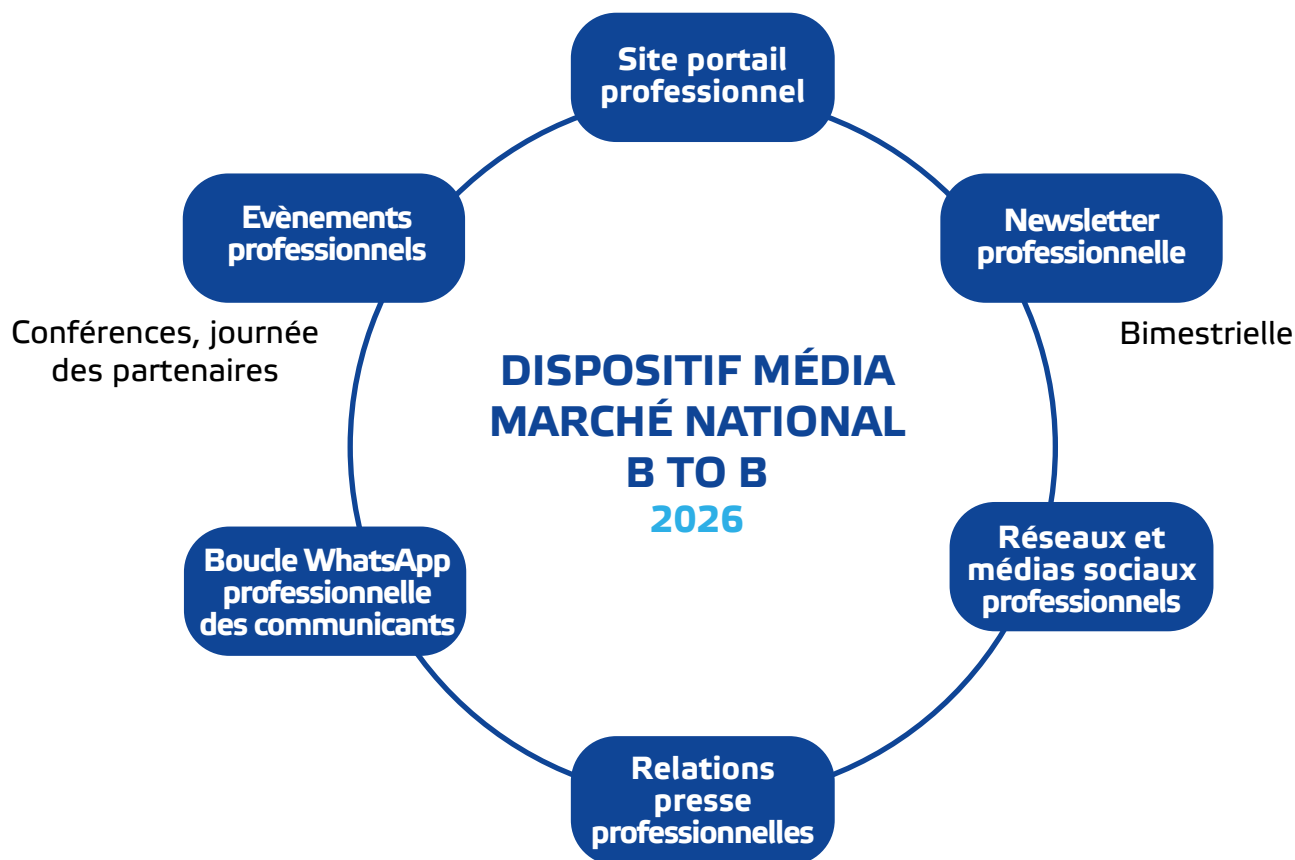 Site portail
professionnel
Evènements
professionnels
Newsletter
professionnelle
Conférences, journée
des partenaires
Bimestrielle
DISPOSITIF MÉDIA
MARCHÉ NATIONAL
B TO B
2026
Boucle WhatsApp
professionnelle
des communicants
Réseaux et
médias sociaux
professionnels
Relations
presse
professionnelles